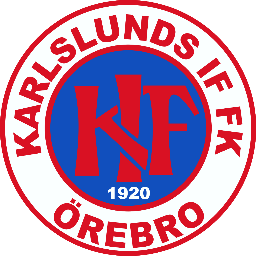 KARLSLUNDS IF FK
KIF
1920
ÖREBRO